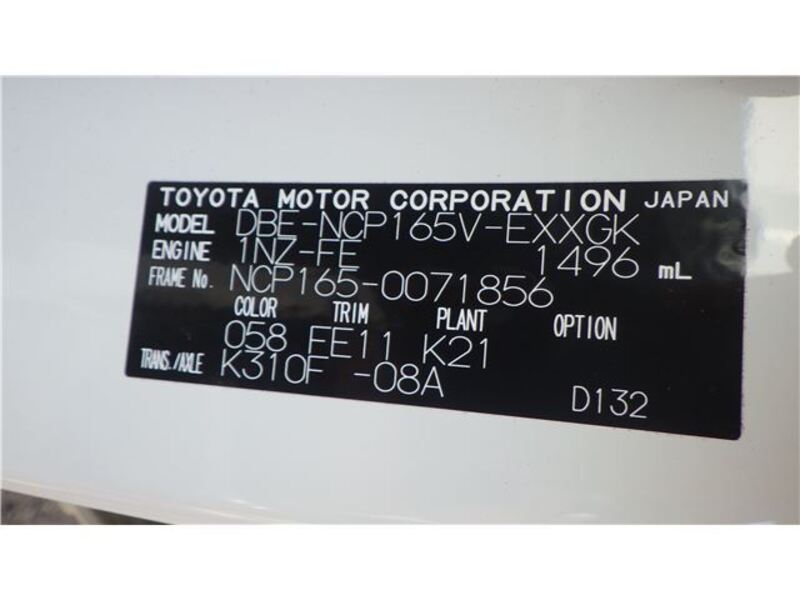 TOYOTA MOTOR CORPORATION JAPAN
MODEL DBE-NCP165V-EXXGK
ENGINE 1NZ-FE 1496 mL
FRAME No. NCP165-0071856
COLOR TRIM PLANT OPTION
058 FE11 K21
TRANS./AXLE K310F -08A
D132